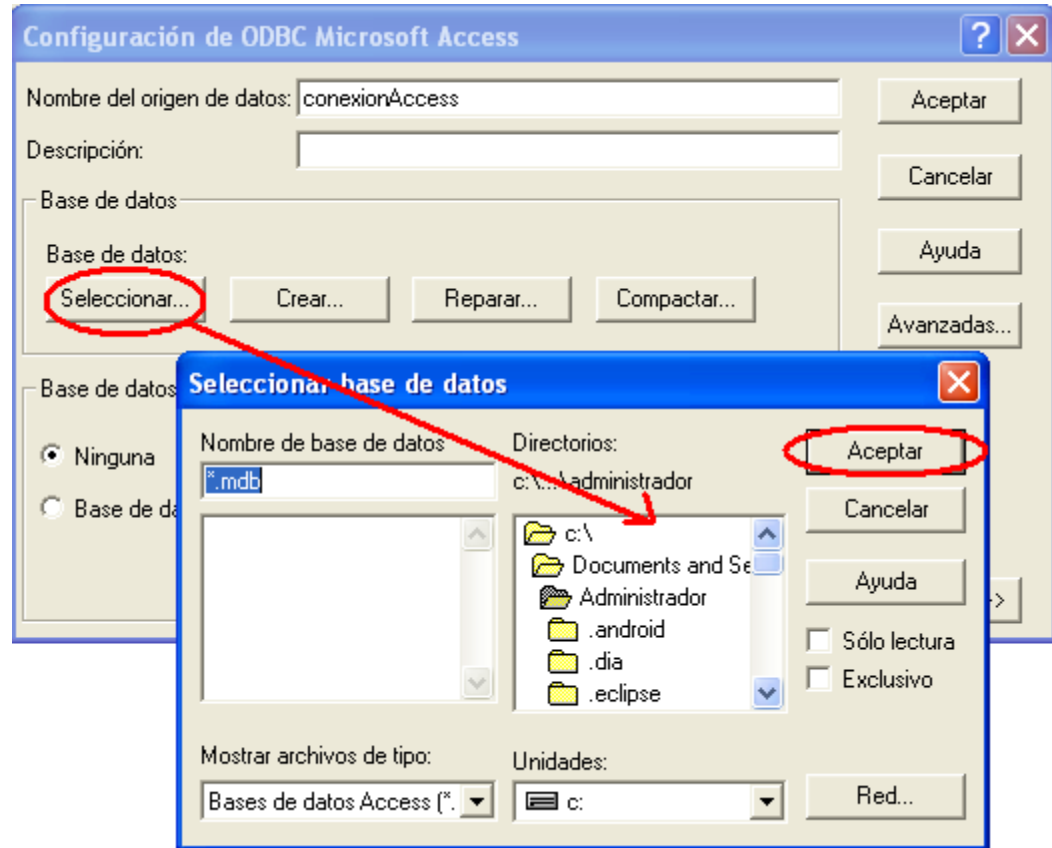 Configuración de ODBC Microsoft Access
Nombre del origen de datos: conexionAccess
Aceptar
Descripción:
Cancelar
Base de datos
Base de datos:
Ayuda
Seleccionar... Crear... Reparar... Compactar...
Avanzadas...
Base de datos
Ninguna
Base de da
>
Seleccionar base de datos
Nombre de base de datos
*.mdb
Directorios:
c:\...\administrador
c:\
Documents and Se
Administrador
.android
.dia
.eclipse
Aceptar
Cancelar
Ayuda
Sólo lectura
Exclusivo
Mostrar archivos de tipo:
Bases de datos Access (*.
Unidades:
c:
Red...